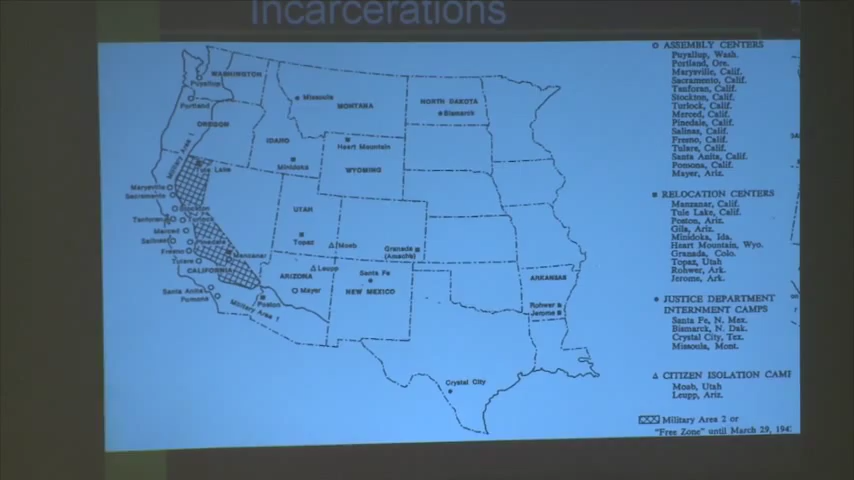 Incarcerations
WASHINGTON
Puyallup
Portland
OREGON
Military Area 1
Missoula
MONTANA
NORTH DAKOTA
Bismarck
IDAHO
Minidoka
Heart Mountain
WYOMING
Tule Lake
Marysville
Sacramento
Stockton
Tanforan
Turlock
Merced
Salinas
Pinedale
Fresno
Manzanar
Tulare
CALIFORNIA
Santa Anita
Pomona
Military Area 1
UTAH
Topaz
Moab
Granada
(Amache)
Leupp
ARIZONA
Mayer
Poston
Santa Fe
NEW MEXICO
ARKANSAS
Rohwer &
Jerome
Crystal City
ASSEMBLY CENTERS
Puyallup, Wash.
Portland, Ore.
Marysville, Calif.
Sacramento, Calif.
Tanforan, Calif.
Stockton, Calif.
Turlock, Calif.
Merced, Calif.
Pinedale, Calif.
Salinas, Calif.
Fresno, Calif.
Tulare, Calif.
Santa Anita, Calif.
Pomona, Calif.
Mayer, Ariz.
RELOCATION CENTERS
Manzanar, Calif.
Tule Lake, Calif.
Poston, Ariz.
Gila, Ariz.
Minidoka, Ida.
Heart Mountain, Wyo.
Granada, Colo.
Topaz, Utah
Rohwer, Ark.
Jerome, Ark.
JUSTICE DEPARTMENT
INTERNMENT CAMPS
Santa Fe, N. Mex.
Bismarck, N. Dak.
Crystal City, Tex.
Missoula, Mont.
CITIZEN ISOLATION CAMP
Moab, Utah
Leupp, Ariz.
Military Area 2 or
"Free Zone" until March 29, 194